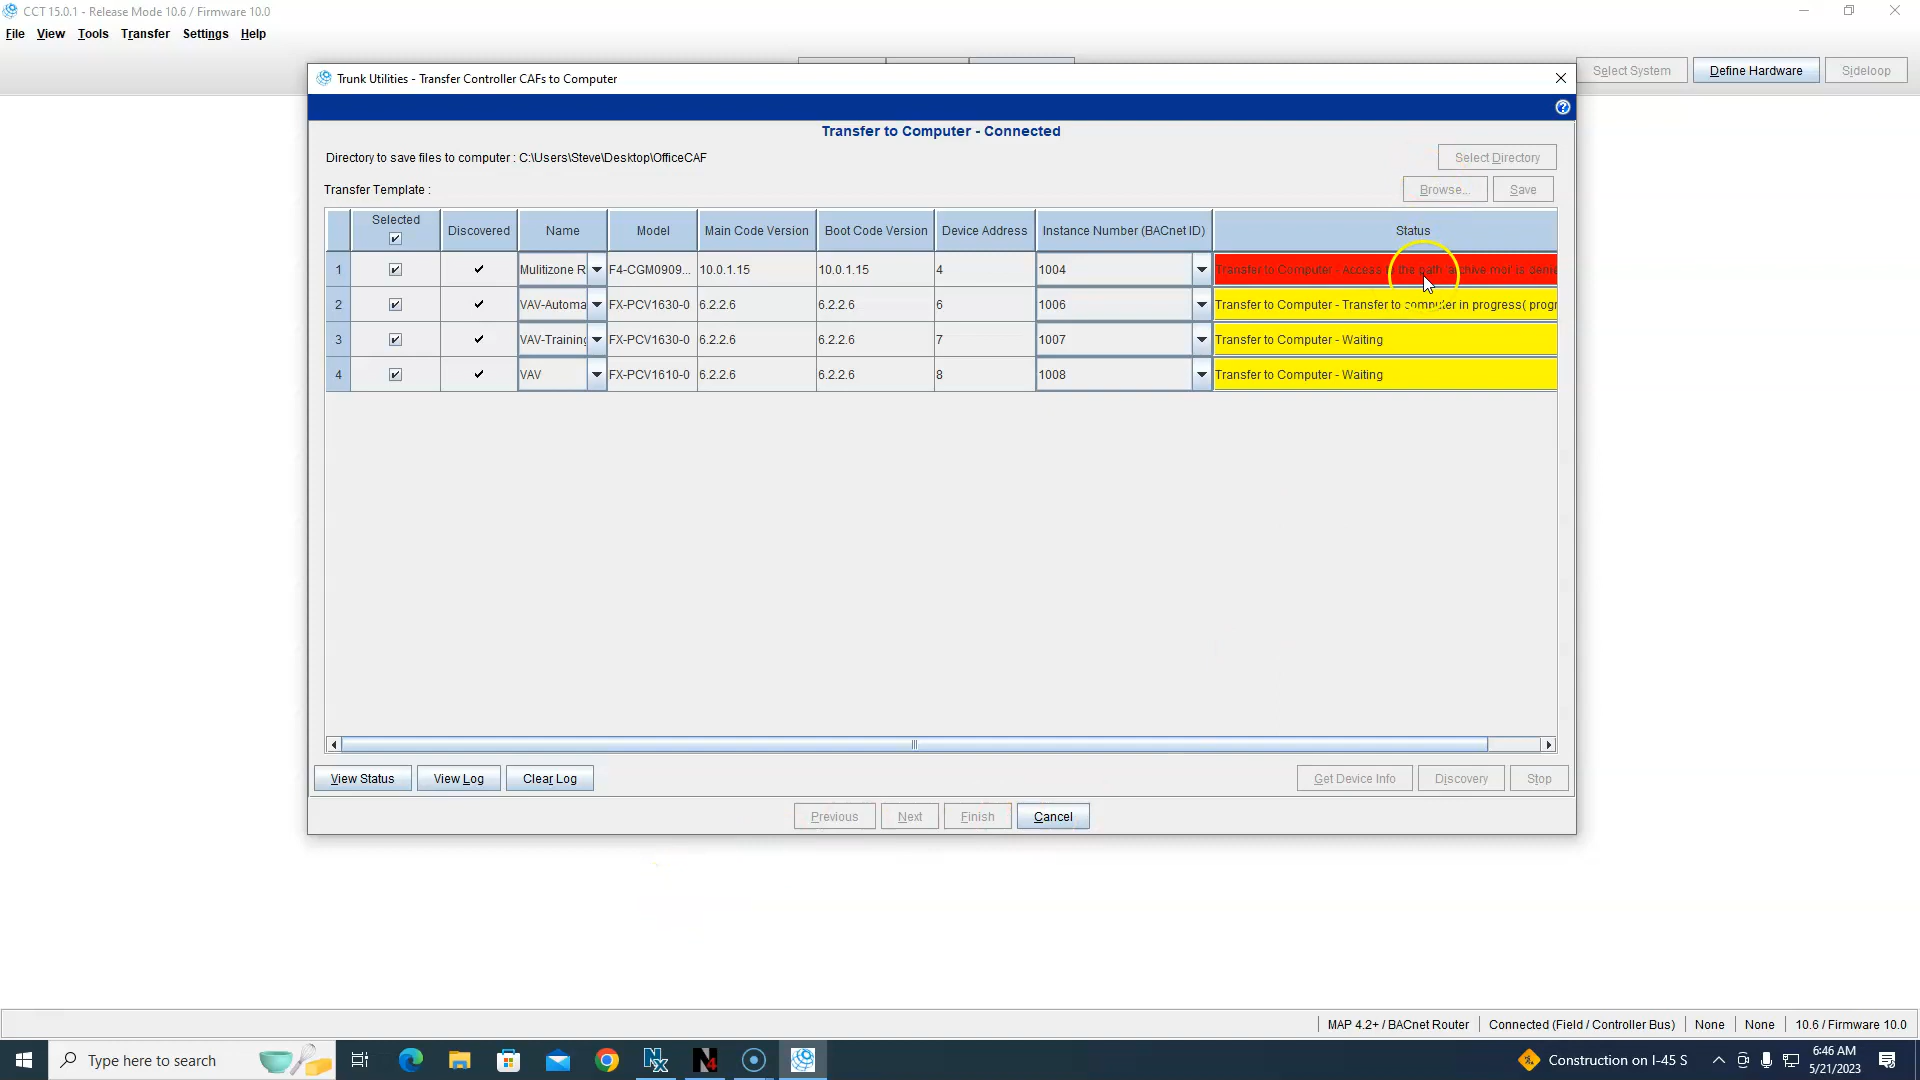 CCT 15.0.1 - Release Mode 10.6 / Firmware 10.0
File View Tools Transfer Settings Help
Select System Define Hardware Sideloop
Trunk Utilities - Transfer Controller CAFs to Computer
Transfer to Computer - Connected
Directory to save files to computer : C:\Users\Steve\Desktop\OfficeCAF
Select Directory
Transfer Template :
Browse... Save
Selected Discovered Name Model Main Code Version Boot Code Version Device Address Instance Number (BACnet ID) Status
1 Mulitizone R F4-CGM0909... 10.0.1.15 10.0.1.15 4 1004 Transfer to Computer - Access the path 'archive moi' is
2 VAV-Automa FX-PCV1630-0 6.2.2.6 6.2.2.6 6 1006 Transfer to Computer - Transfer to computer in progress( progr
3 VAV-Training FX-PCV1630-0 6.2.2.6 6.2.2.6 7 1007 Transfer to Computer - Waiting
4 VAV FX-PCV1610-0 6.2.2.6 6.2.2.6 8 1008 Transfer to Computer - Waiting
View Status View Log Clear Log Get Device Info Discovery Stop
Previous Next Finish Cancel
MAP 4.2+ / BACnet Router Connected (Field / Controller Bus) None None 10.6 / Firmware 10.0
Type here to search
Construction on I-45 S
6:46 AM
5/21/2023